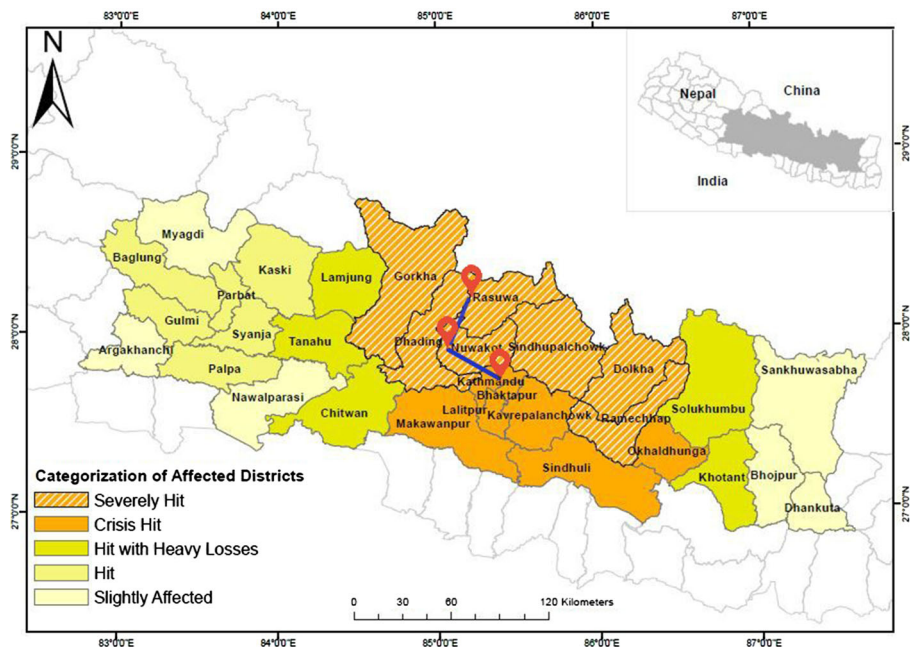 83°0'0"E 84°0'0"E 85°0'0"E 86°0'0"E 87°0'0"E
N
Nepal
China
India
29°0'0"N
29°0'0"N
Myagdi
Baglung
Kaski
Lamjung
Gorkha
Parbat
Rasuwa
Gulmi
Syanja
28°0'0"N
28°0'0"N
Tanahu
Dhading
Nuwakot
Sindhupalchowk
Argakhanchi
Palpa
Dolkha
Sankhuwasabha
Kathmandu
Nawalparasi
Bhaktapur
Chitwan
Lalitpur
Kavrepalanchowk
Ramechhap
Solukhumbu
Makawanpur
Okhaldhunga
Sindhuli
Khotant
Bhojpur
Dhankuta
27°0'0"N
27°0'0"N
Categorization of Affected Districts
Severely Hit
Crisis Hit
Hit with Heavy Losses
Hit
Slightly Affected
0 30 60 120 Kilometers
83°0'0"E 84°0'0"E 85°0'0"E 86°0'0"E 87°0'0"E